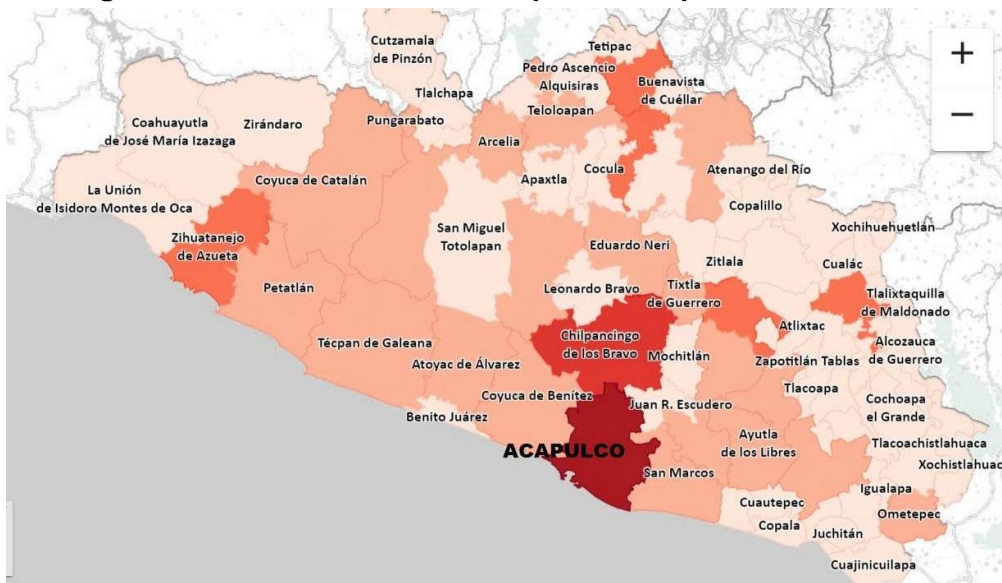 Cutzamala
de Pinzón
Tetipac
+
Pedro Ascencio
Alquisiras
Buenavista
de Cuéllar
Tlalchapa
Teloloapan
−
Coahuayutla
de José María Izazaga
Zirándaro
Pungarabato
Arcelia
Coyuca de Catalán
Apaxtla
Cocula
Atenango del Río
La Unión
de Isidoro Montes de Oca
Copalillo
San Miguel
Totolapan
Xochihuehuetlán
Zihuatanejo
de Azueta
Eduardo Neri
Zitlala
Cualác
Petatlán
Leonardo Bravo
Tixtla
de Guerrero
Tlalixtaquilla
de Maldonado
Atlixtac
Técpan de Galeana
Chilpancingo
de los Bravo
Mochitlán
Alcozauca
de Guerrero
Atoyac de Álvarez
Zapotitlán Tablas
Tlacoapa
Coyuca de Benítez
Juan R. Escudero
Cochoapa
el Grande
Benito Juárez
Ayutla
de los Libres
Tlacoachistlahuaca
ACAPULCO
San Marcos
Xochistlahuac
Igualapa
Cuautepec
Ometepec
Copala
Juchitán
Cuajinicuilapa